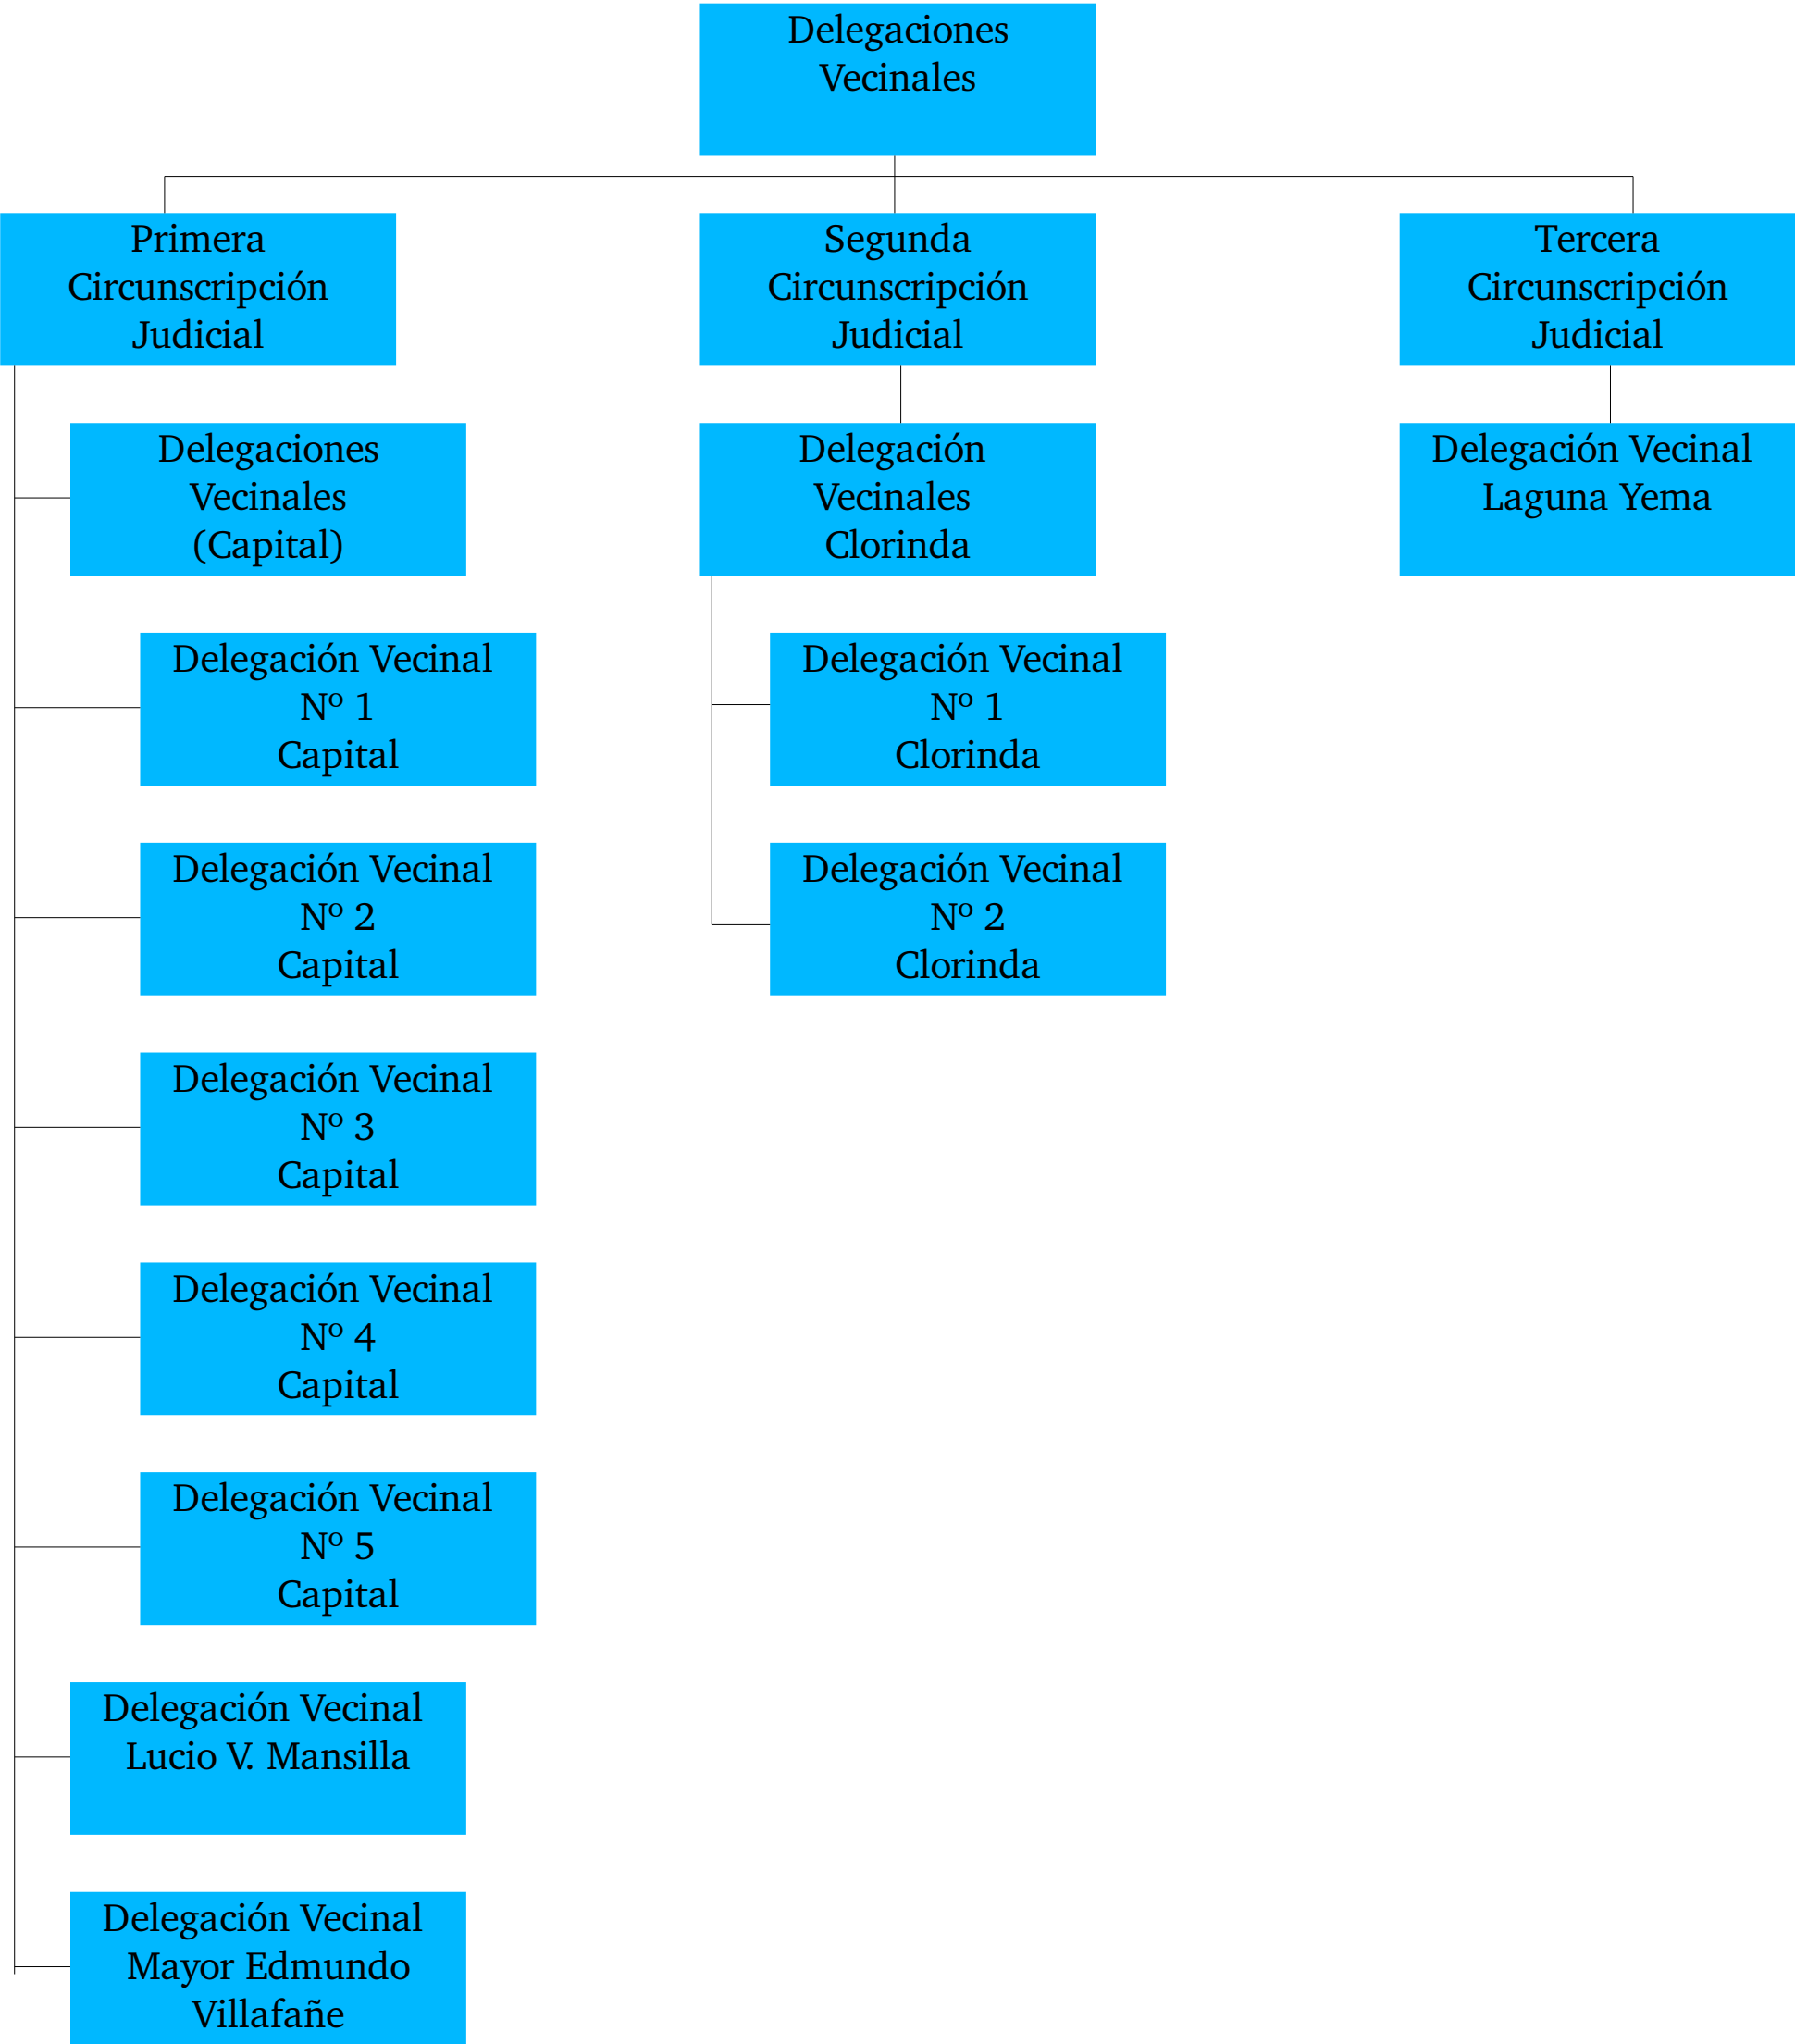 Delegaciones
Vecinales
Primera
Circunscripción
Judicial
Segunda
Circunscripción
Judicial
Tercera
Circunscripción
Judicial
Delegaciones
Vecinales
(Capital)
Delegación
Vecinales
Clorinda
Delegación Vecinal
Laguna Yema
Delegación Vecinal
Nº 1
Capital
Delegación Vecinal
Nº 1
Clorinda
Delegación Vecinal
Nº 2
Capital
Delegación Vecinal
Nº 2
Clorinda
Delegación Vecinal
Nº 3
Capital
Delegación Vecinal
Nº 4
Capital
Delegación Vecinal
Nº 5
Capital
Delegación Vecinal
Lucio V. Mansilla
Delegación Vecinal
Mayor Edmundo
Villafañe